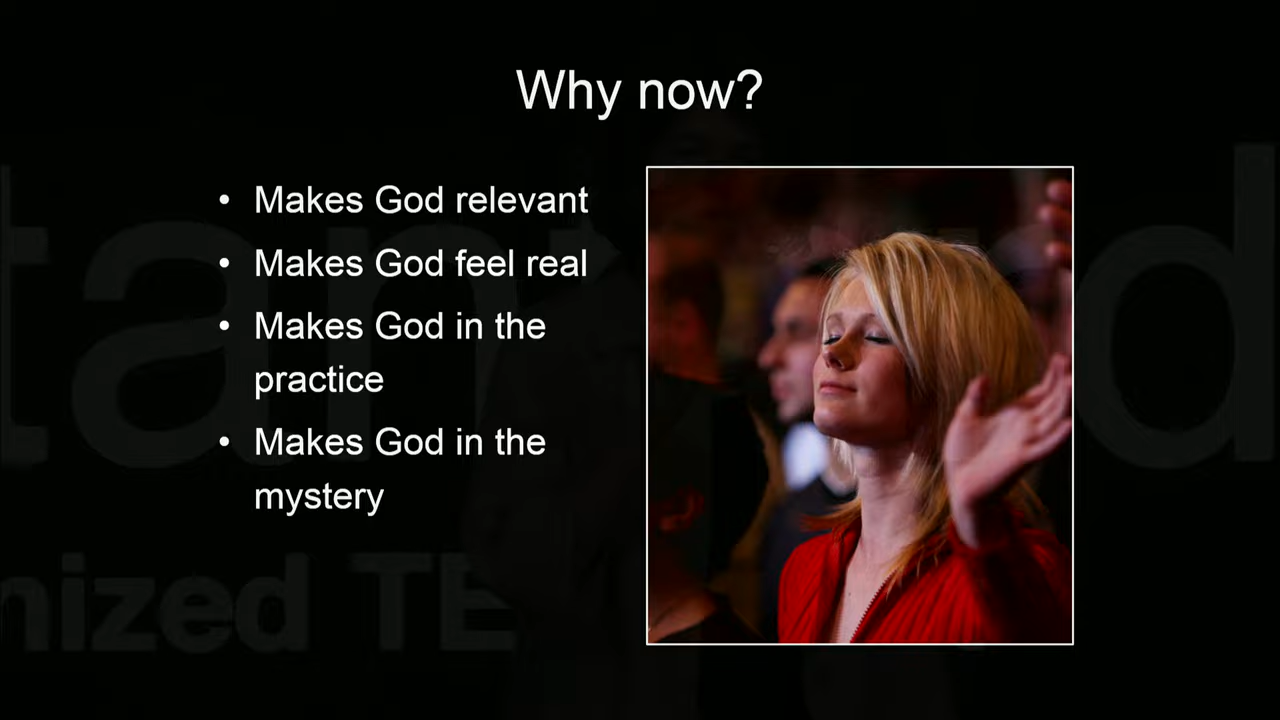 Why now?
• Makes God relevant
• Makes God feel real
• Makes God in the
practice
• Makes God in the
mystery